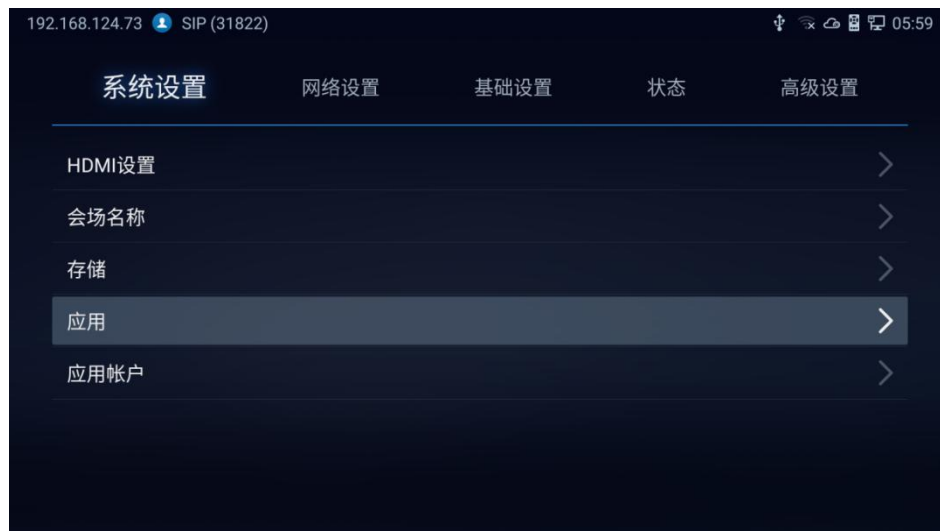 192.168.124.73 SIP (31822) 05:59
系统设置 网络设置 基础设置 状态 高级设置
HDMI设置
会场名称
存储
应用
应用帐户